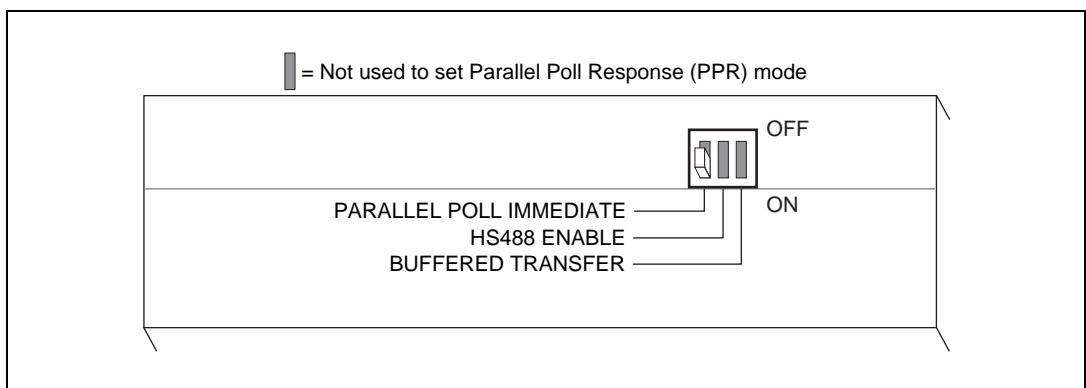 = Not used to set Parallel Poll Response (PPR) mode
OFF
ON
PARALLEL POLL IMMEDIATE
HS488 ENABLE
BUFFERED TRANSFER